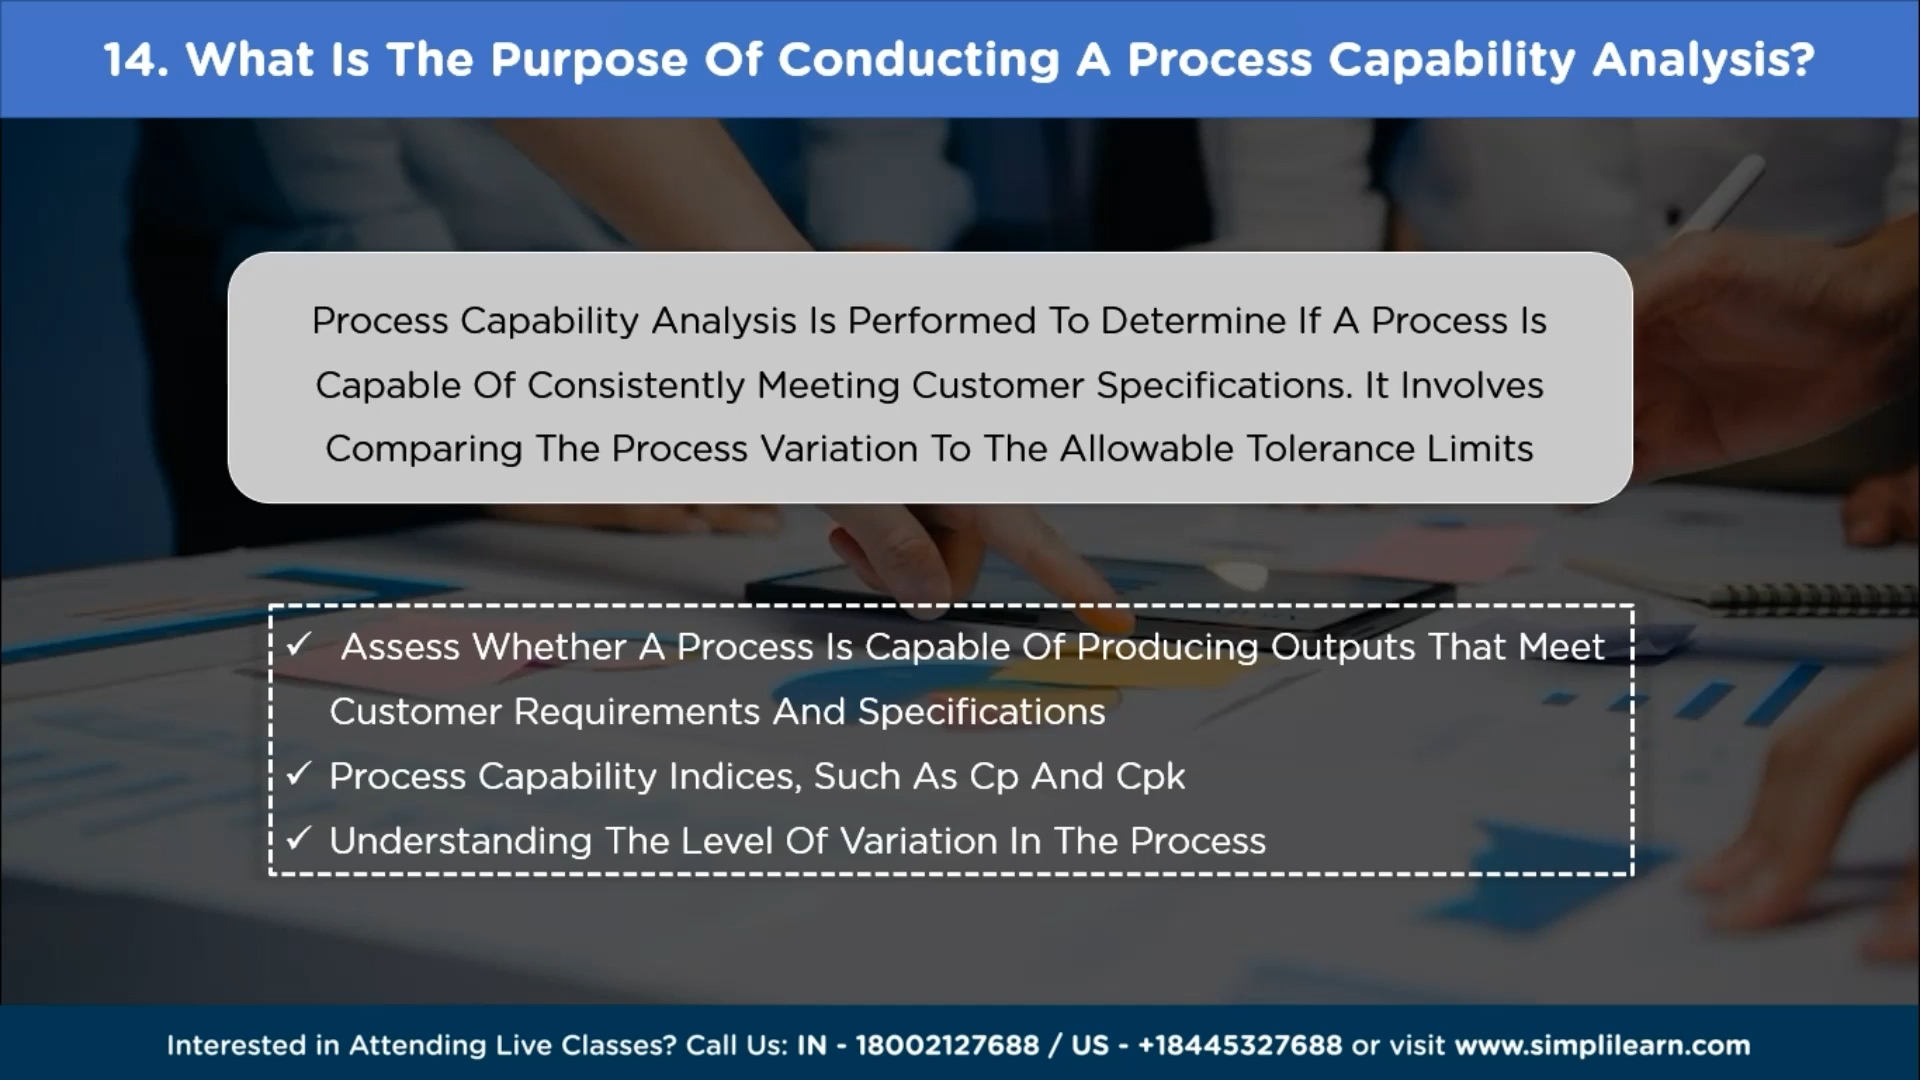 14. What Is The Purpose Of Conducting A Process Capability Analysis?
Process Capability Analysis Is Performed To Determine If A Process Is
Capable Of Consistently Meeting Customer Specifications. It Involves
Comparing The Process Variation To The Allowable Tolerance Limits
✓ Assess Whether A Process Is Capable Of Producing Outputs That Meet
Customer Requirements And Specifications
✓ Process Capability Indices, Such As Cp And Cpk
✓ Understanding The Level Of Variation In The Process
Interested in Attending Live Classes? Call Us: IN - 18002127688 / US - +18445327688 or visit www.simplilearn.com